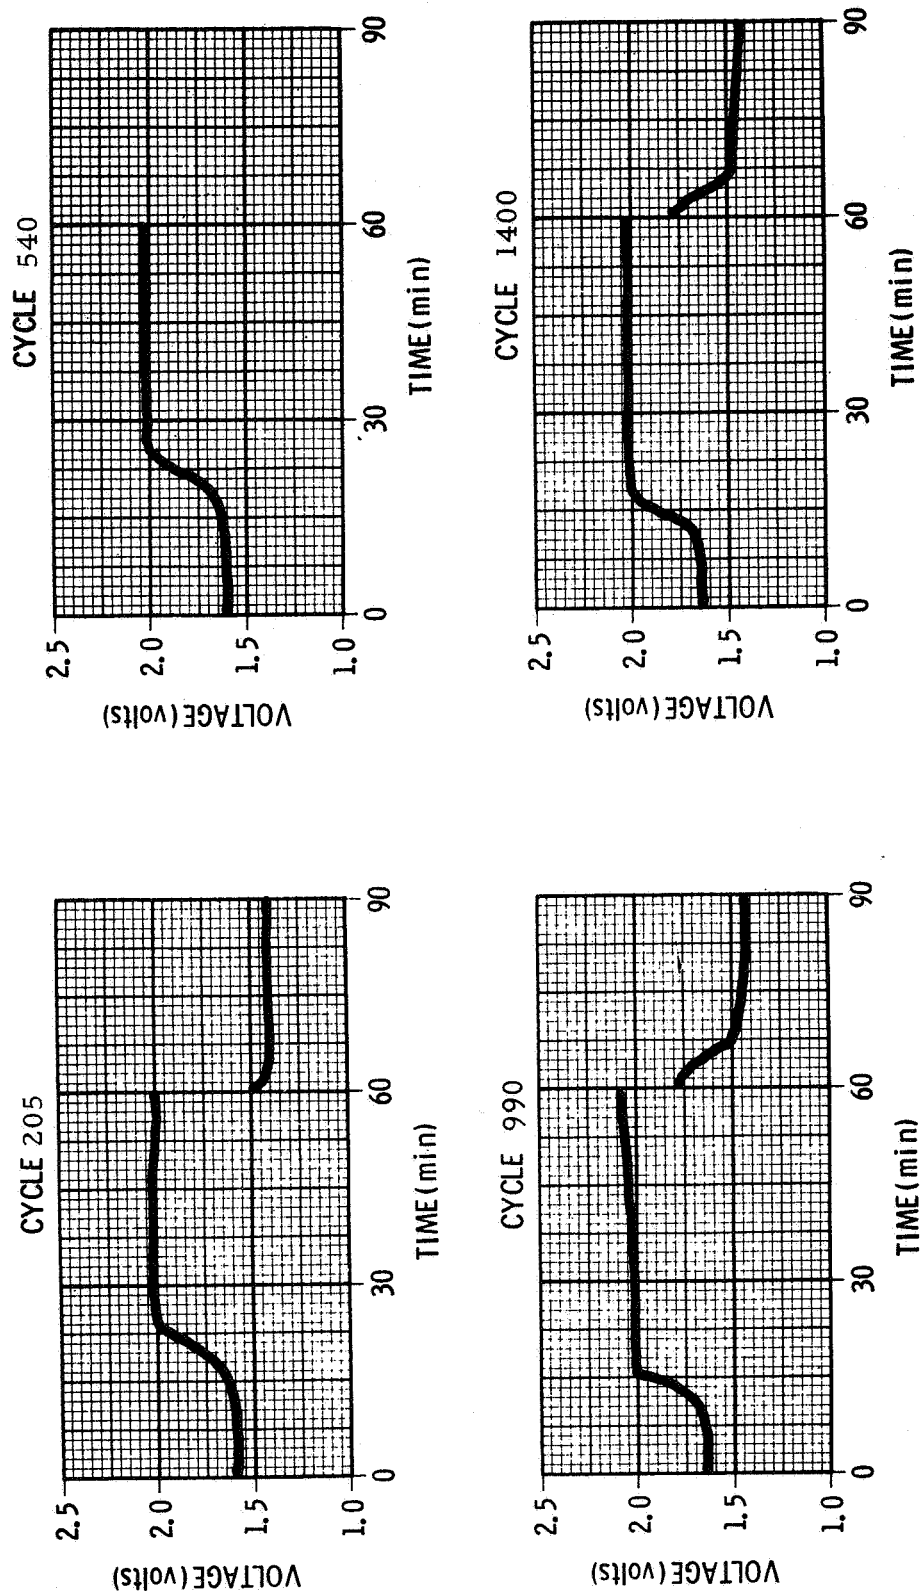 CYCLE 205
VOLTAGE (volts)
2.5
2.0
1.5
1.0
0
30
60
90
TIME (min)
CYCLE 540
VOLTAGE (volts)
2.5
2.0
1.5
1.0
0
30
60
90
TIME (min)
CYCLE 990
VOLTAGE (volts)
2.5
2.0
1.5
1.0
0
30
60
90
TIME (min)
CYCLE 1400
VOLTAGE (volts)
2.5
2.0
1.5
1.0
0
30
60
90
TIME (min)